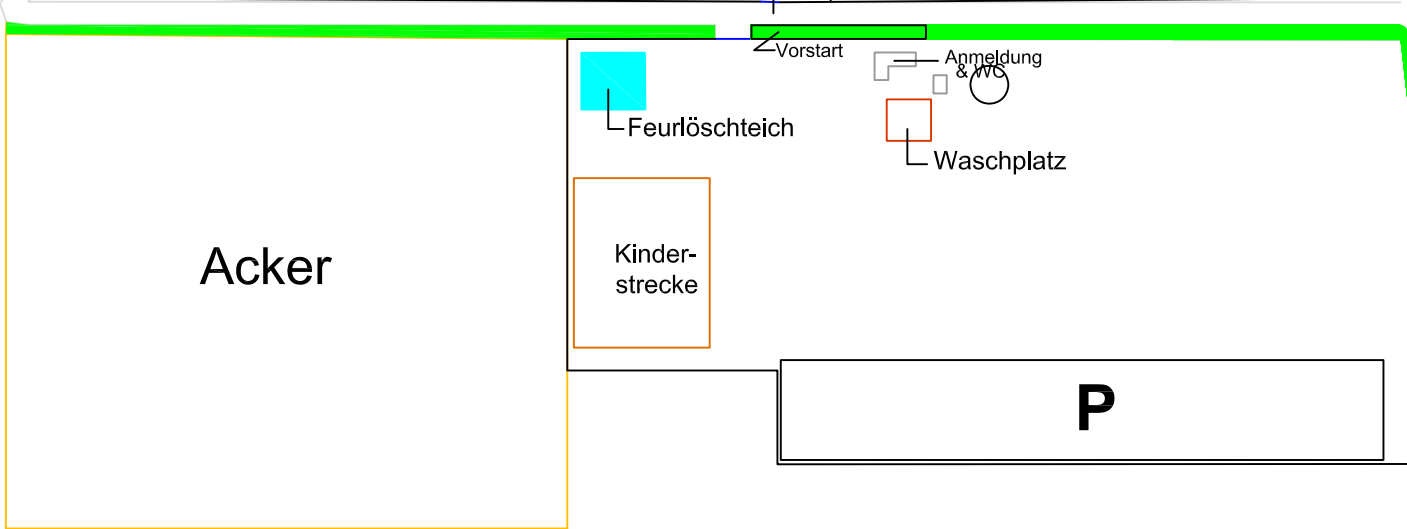 Vorstart
Anmeldung
& WC
Feurlöschteich
Waschplatz
Acker
Kinder-
strecke
P